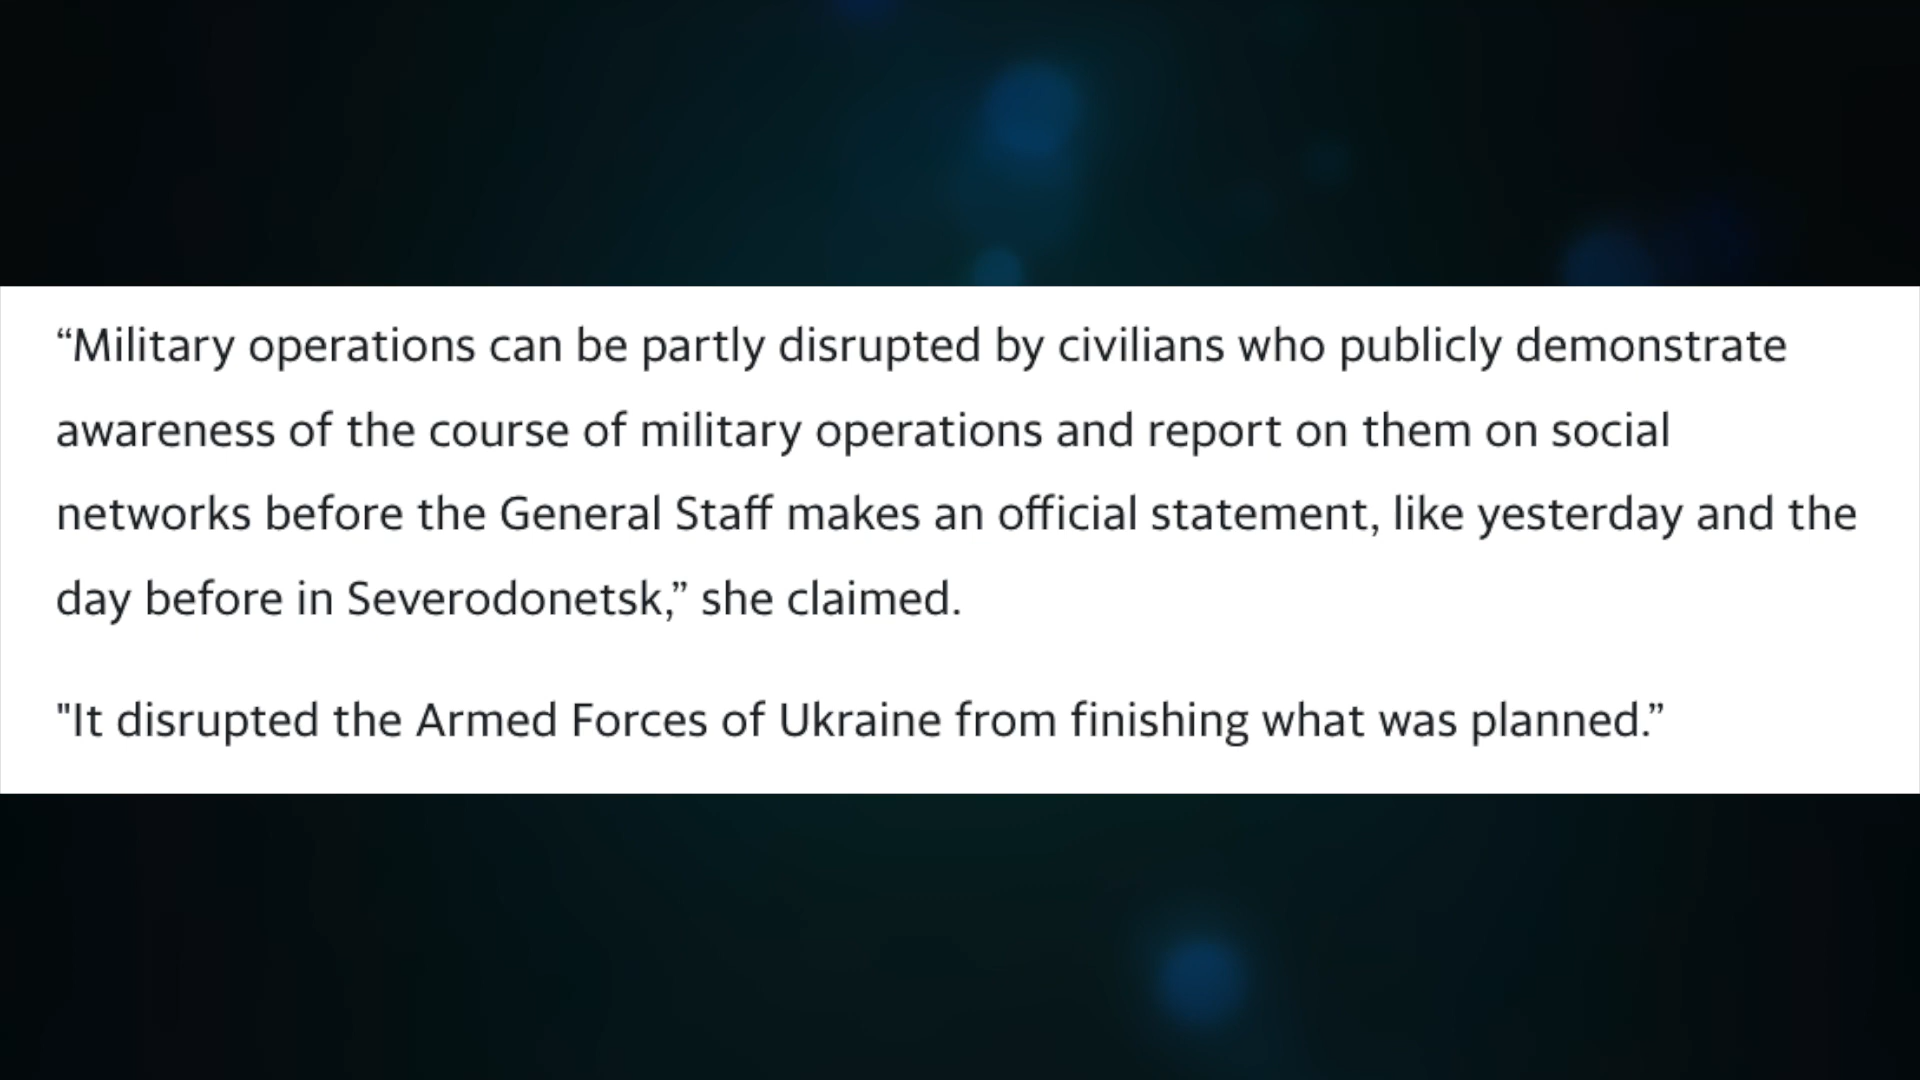 “Military operations can be partly disrupted by civilians who publicly demonstrate
awareness of the course of military operations and report on them on social
networks before the General Staff makes an official statement, like yesterday and the
day before in Severodonetsk,” she claimed.
"It disrupted the Armed Forces of Ukraine from finishing what was planned.”